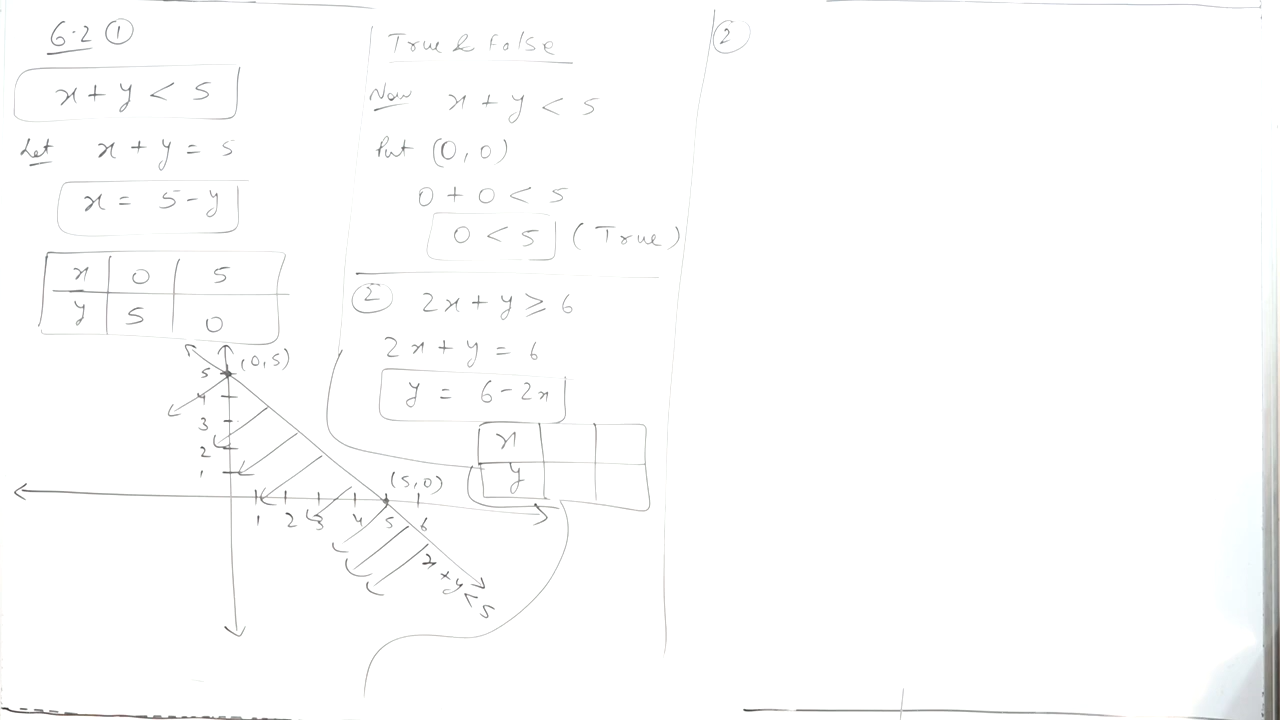 6.2 ①
x + y < 5
Let x + y = 5
x = 5 - y
x 0 5
y 5 0
(0,5)
5
4
3
2
1
(5,0)
1 2 3 4 5 6
x + y < 5
True & False
Now x + y < 5
Put (0,0)
0 + 0 < 5
0 < 5 (True)
② 2x + y ≥ 6
2x + y = 6
y = 6 - 2x
x
y
②